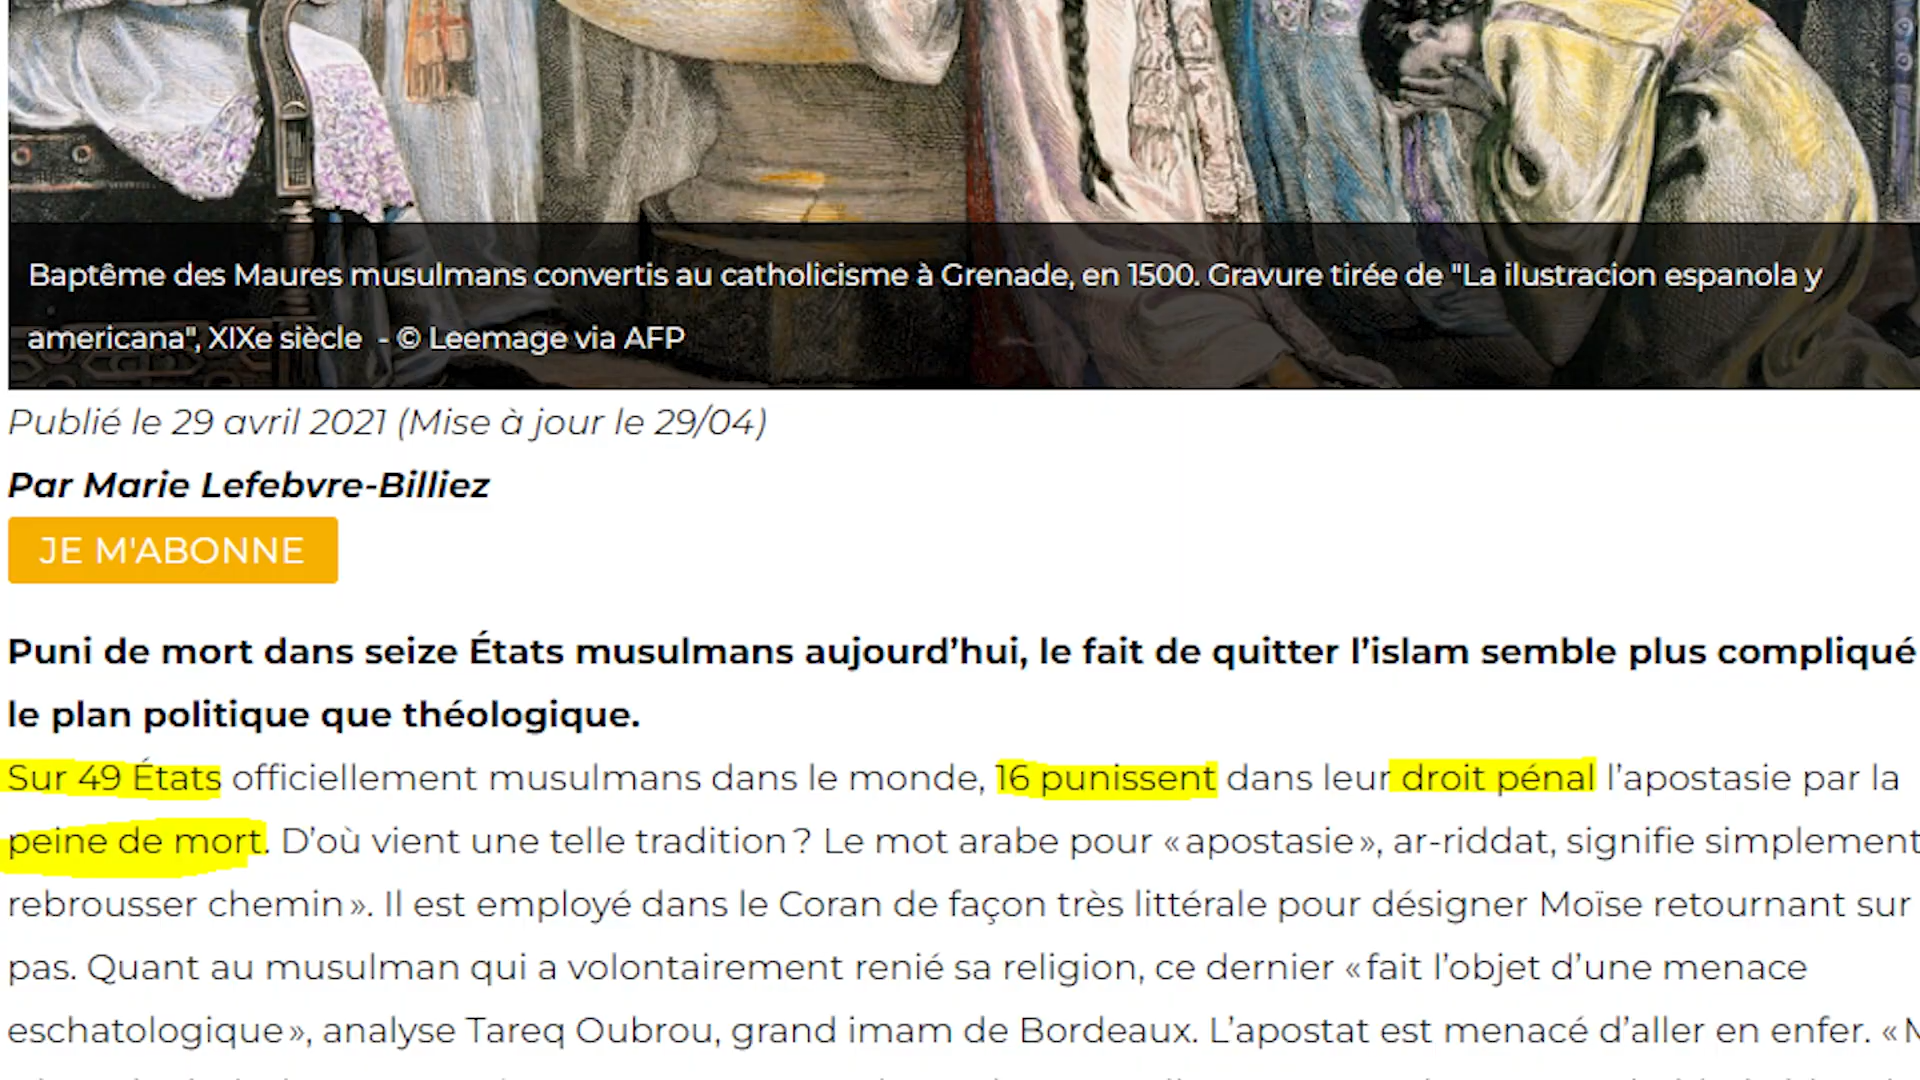 Baptême des Maures musulmans convertis au catholicisme à Grenade, en 1500. Gravure tirée de "La ilustracion espanola y
americana", XIXe siècle - © Leemage via AFP
Publié le 29 avril 2021 (Mise à jour le 29/04)
Par Marie Lefebvre-Billiez
JE M'ABONNE
Puni de mort dans seize États musulmans aujourd’hui, le fait de quitter l’islam semble plus compliqué
le plan politique que théologique.
Sur 49 États officiellement musulmans dans le monde, 16 punissent dans leur droit pénal l’apostasie par la
peine de mort. D’où vient une telle tradition ? Le mot arabe pour « apostasie », ar-riddat, signifie simplement
rebrousser chemin ». Il est employé dans le Coran de façon très littérale pour désigner Moïse retournant sur
pas. Quant au musulman qui a volontairement renié sa religion, ce dernier « fait l’objet d’une menace
eschatologique », analyse Tareq Oubrou, grand imam de Bordeaux. L’apostat est menacé d’aller en enfer. «